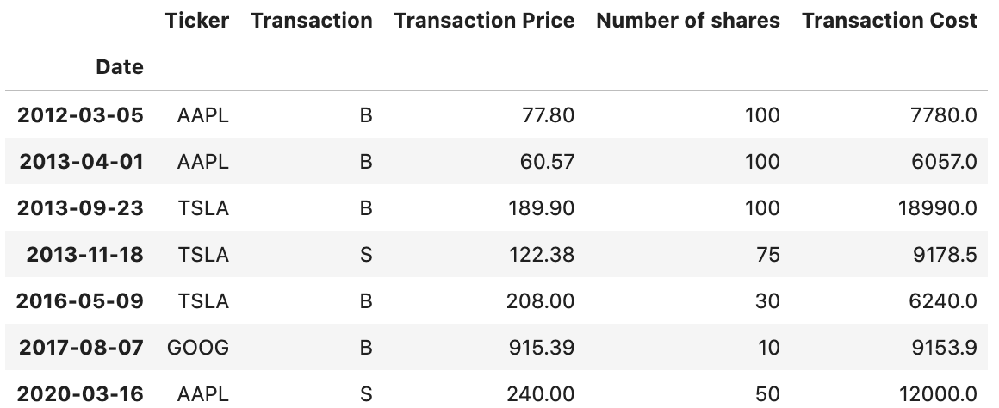 Ticker Transaction Transaction Price Number of shares Transaction Cost
Date
2012-03-05 AAPL B 77.80 100 7780.0
2013-04-01 AAPL B 60.57 100 6057.0
2013-09-23 TSLA B 189.90 100 18990.0
2013-11-18 TSLA S 122.38 75 9178.5
2016-05-09 TSLA B 208.00 30 6240.0
2017-08-07 GOOG B 915.39 10 9153.9
2020-03-16 AAPL S 240.00 50 12000.0